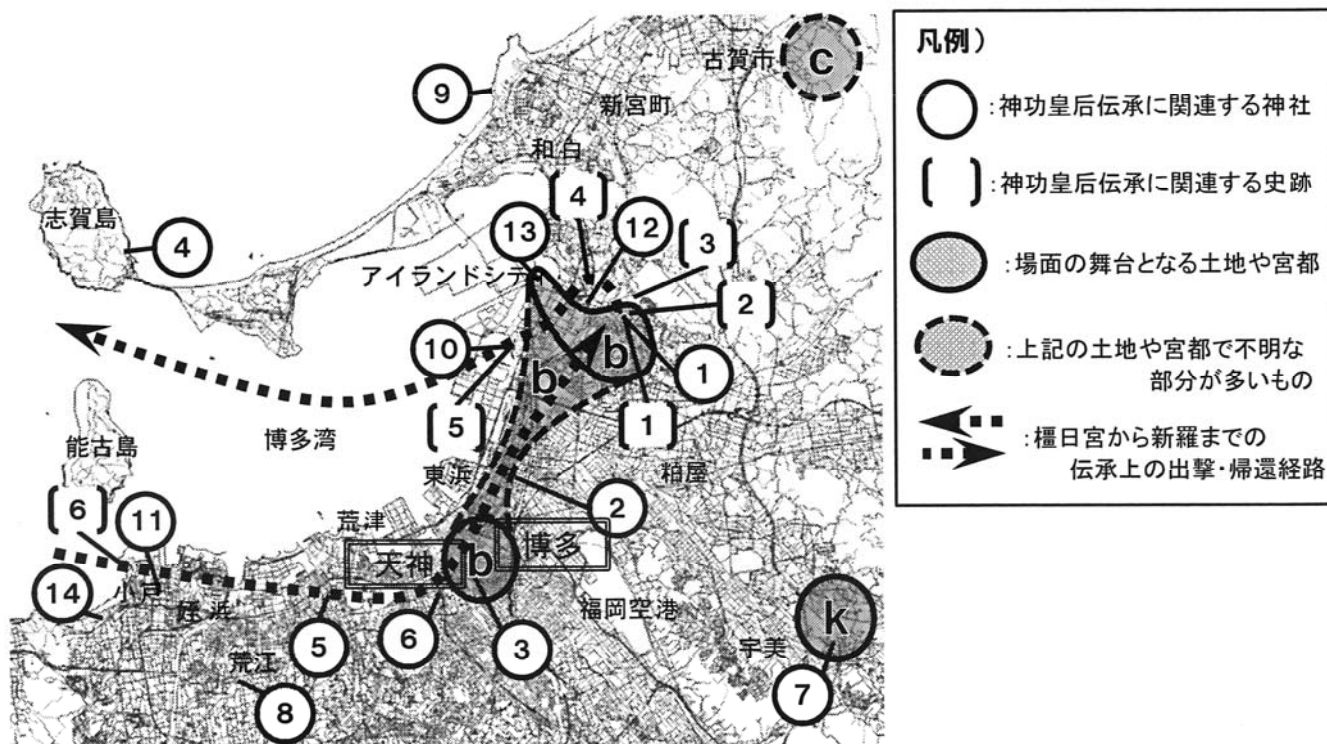 古賀市
c
9
新宮町
和白
志賀島
4
[4]
13
12
[3]
アイランドシティ
[2]
10
b
b
1
[5]
[1]
博多湾
能古島
東浜
粕屋
2
[6]
11
荒津
天神
b
博多
14
小戸
姪浜
福岡空港
k
5
6
3
宇美
荒江
8
7
凡例)
:神功皇后伝承に関連する神社
:神功皇后伝承に関連する史跡
:場面の舞台となる土地や宮都
:上記の土地や宮都で不明な
部分が多いもの
:橿日宮から新羅までの
伝承上の出撃・帰還経路